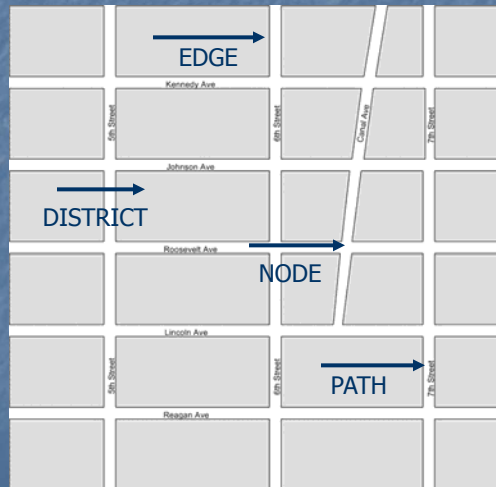 EDGE
Kennedy Ave
5th Street
6th Street
Canal Ave
7th Street
Johnson Ave
DISTRICT
Roosevelt Ave
NODE
Lincoln Ave
5th Street
6th Street
PATH
7th Street
Reagan Ave